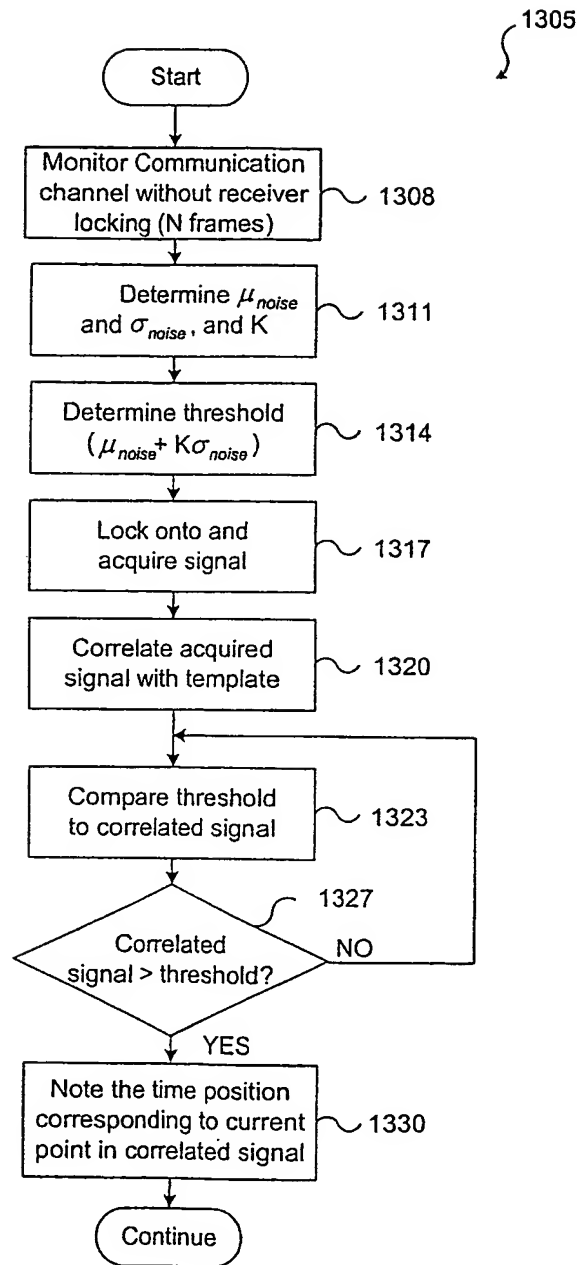 1305
Start
Monitor Communication
channel without receiver
locking (N frames)
1308
Determine μnoise
and σnoise, and K
1311
Determine threshold
(μnoise+ Kσnoise)
1314
Lock onto and
acquire signal
1317
Correlate acquired
signal with template
1320
Compare threshold
to correlated signal
1323
1327
Correlated
signal > threshold?
NO
YES
Note the time position
corresponding to current
point in correlated signal
1330
Continue